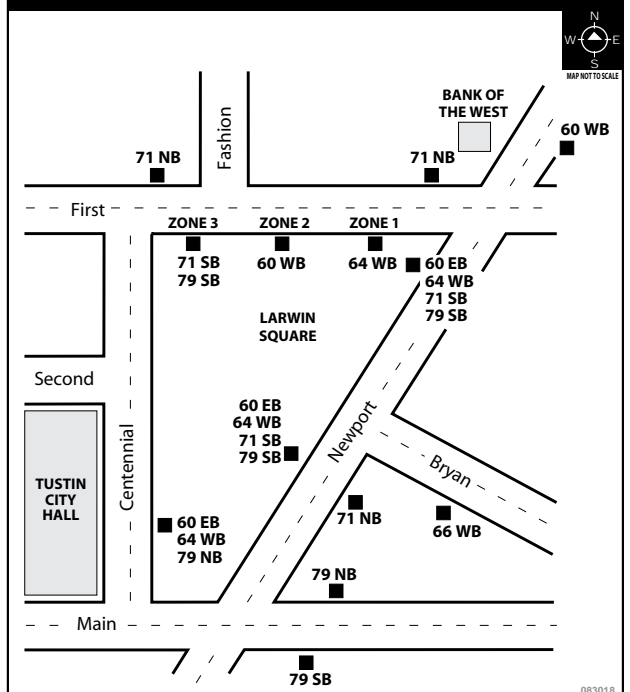 N
W E
S
MAP NOT TO SCALE
BANK OF
THE WEST
60 WB
71 NB
Fashion
71 NB
First
ZONE 3
ZONE 2
ZONE 1
71 SB
79 SB
60 WB
64 WB
60 EB
64 WB
71 SB
79 SB
LARWIN
SQUARE
Second
60 EB
64 WB
71 SB
79 SB
Newport
Bryan
Centennial
TUSTIN
CITY
HALL
60 EB
64 WB
79 NB
71 NB
66 WB
79 NB
Main
79 SB
083018